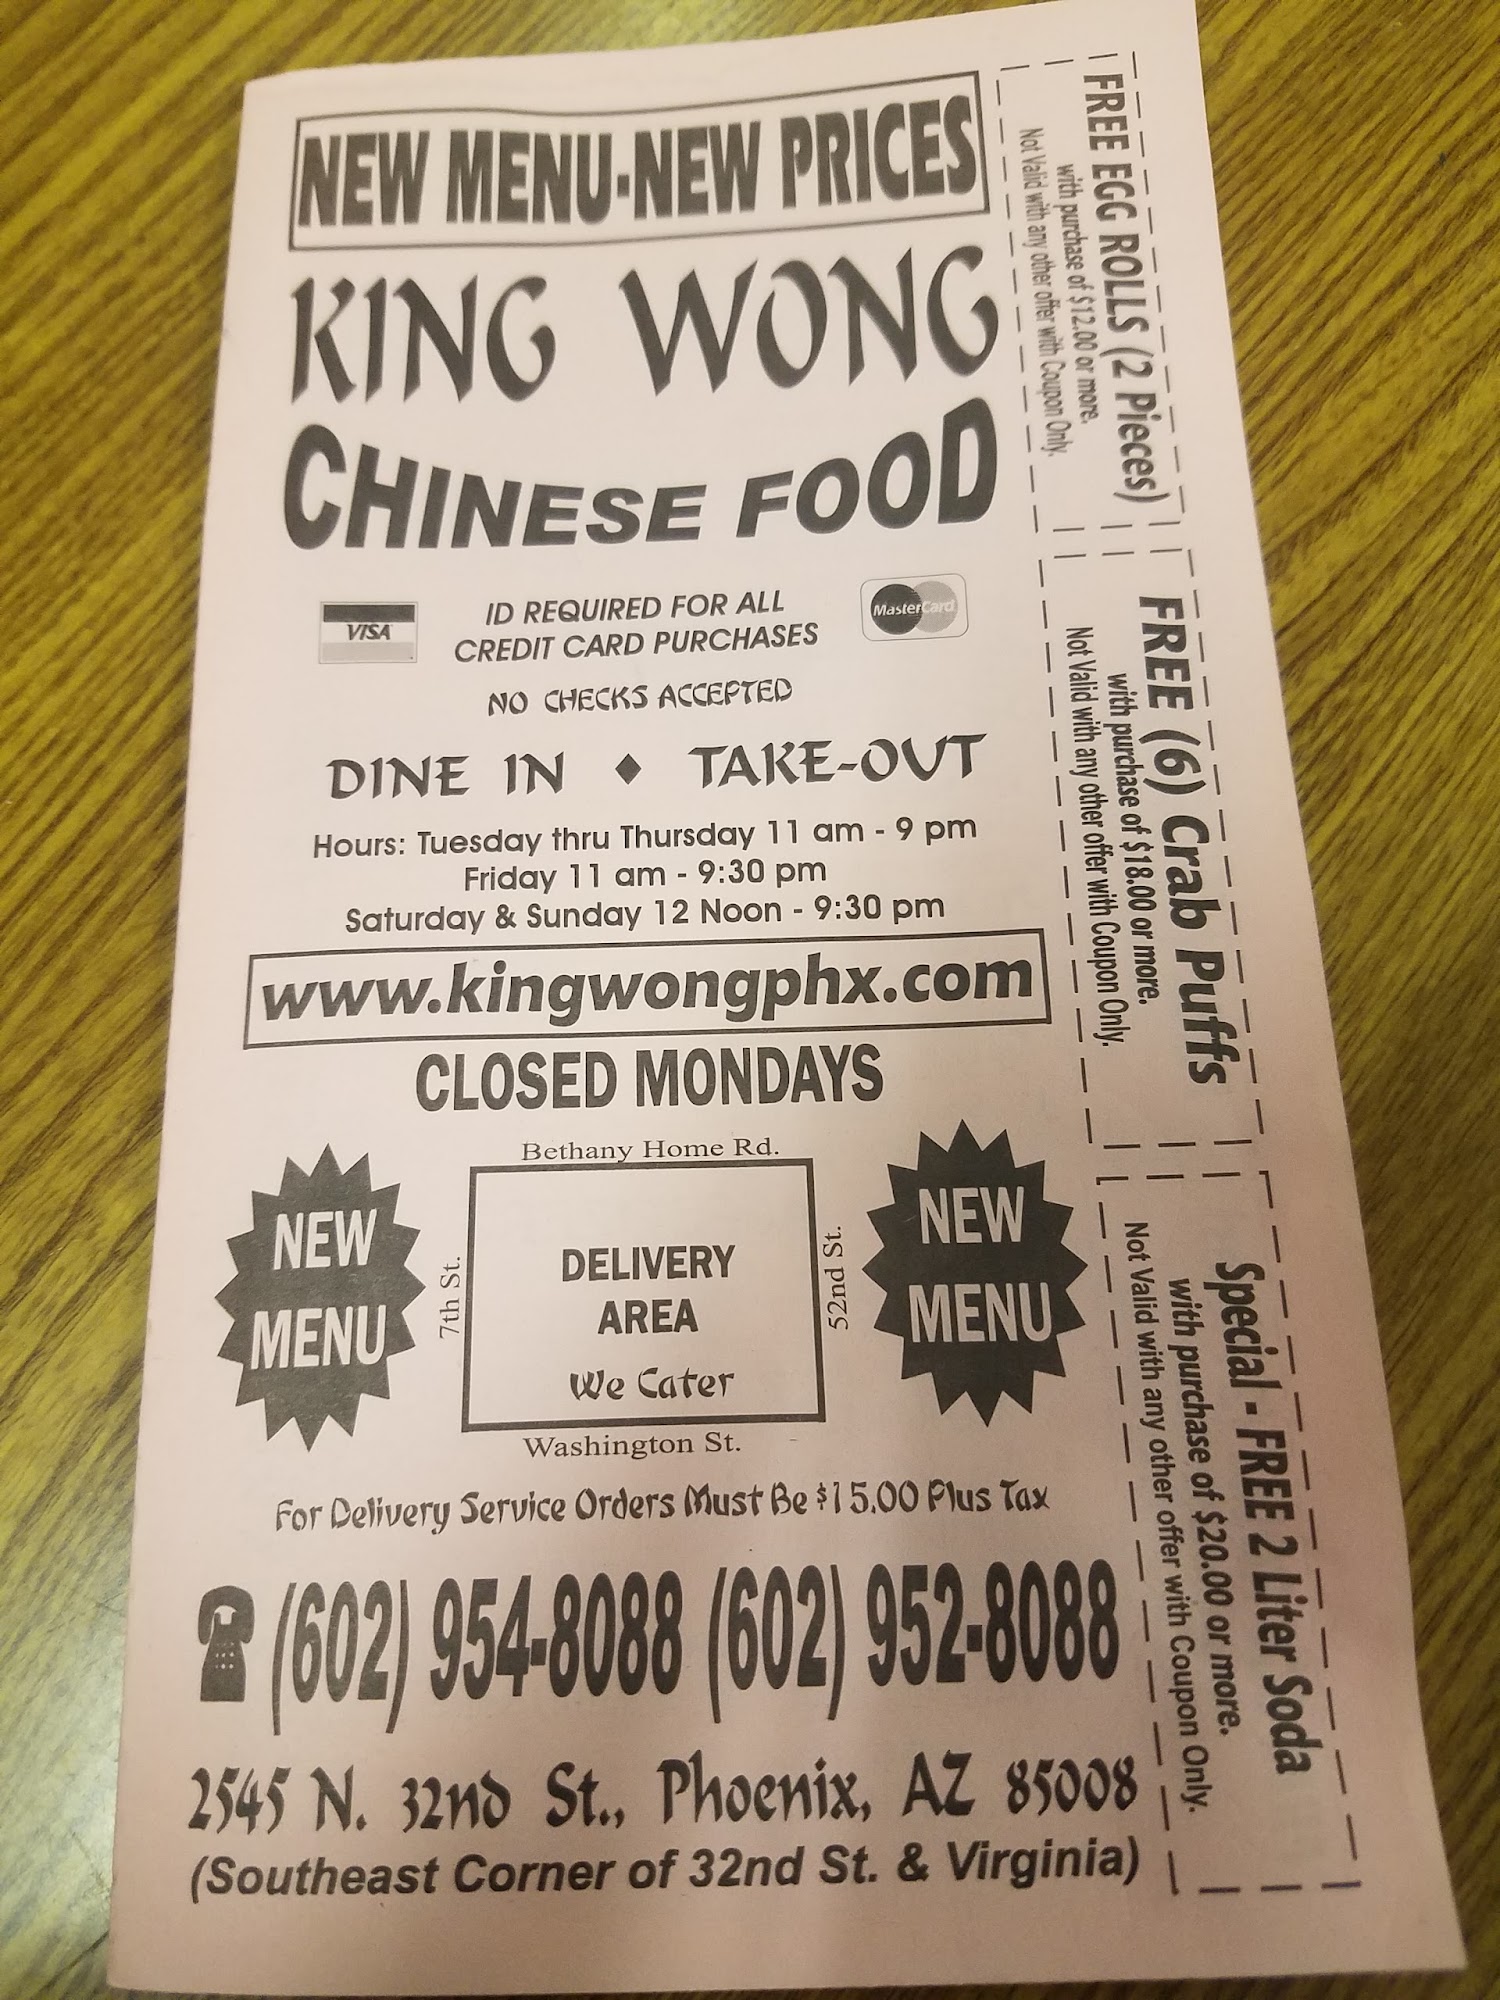 NEW MENU-NEW PRICES
KING WONG
CHINESE FOOD
VISA
ID REQUIRED FOR ALL
CREDIT CARD PURCHASES
MasterCard
NO CHECKS ACCEPTED
DINE IN ♦ TAKE-OUT
Hours: Tuesday thru Thursday 11 am - 9 pm
Friday 11 am - 9:30 pm
Saturday & Sunday 12 Noon - 9:30 pm
www.kingwongphx.com
CLOSED MONDAYS
NEW
MENU
Bethany Home Rd.
7th St.
DELIVERY
AREA
We Cater
52nd St.
Washington St.
NEW
MENU
For Delivery Service Orders Must Be $15.00 Plus Tax
(602) 954-8088 (602) 952-8088
2545 N. 32nd St., Phoenix, AZ 85008
(Southeast Corner of 32nd St. & Virginia)
FREE EGG ROLLS (2 Pieces)
with purchase of $12.00 or more.
Not Valid with any other offer with Coupon Only.
FREE (6) Crab Puffs
with purchase of $18.00 or more.
Not Valid with any other offer with Coupon Only.
Special - FREE 2 Liter Soda
with purchase of $20.00 or more.
Not Valid with any other offer with Coupon Only.